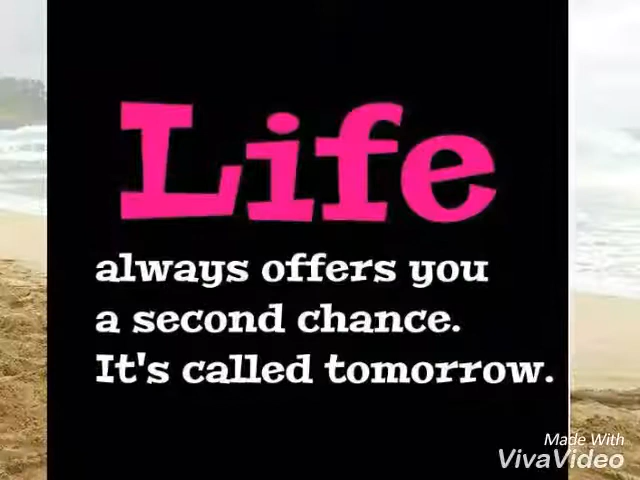 Life
always offers you
a second chance.
It's called tomorrow.
Made With
VivaVideo